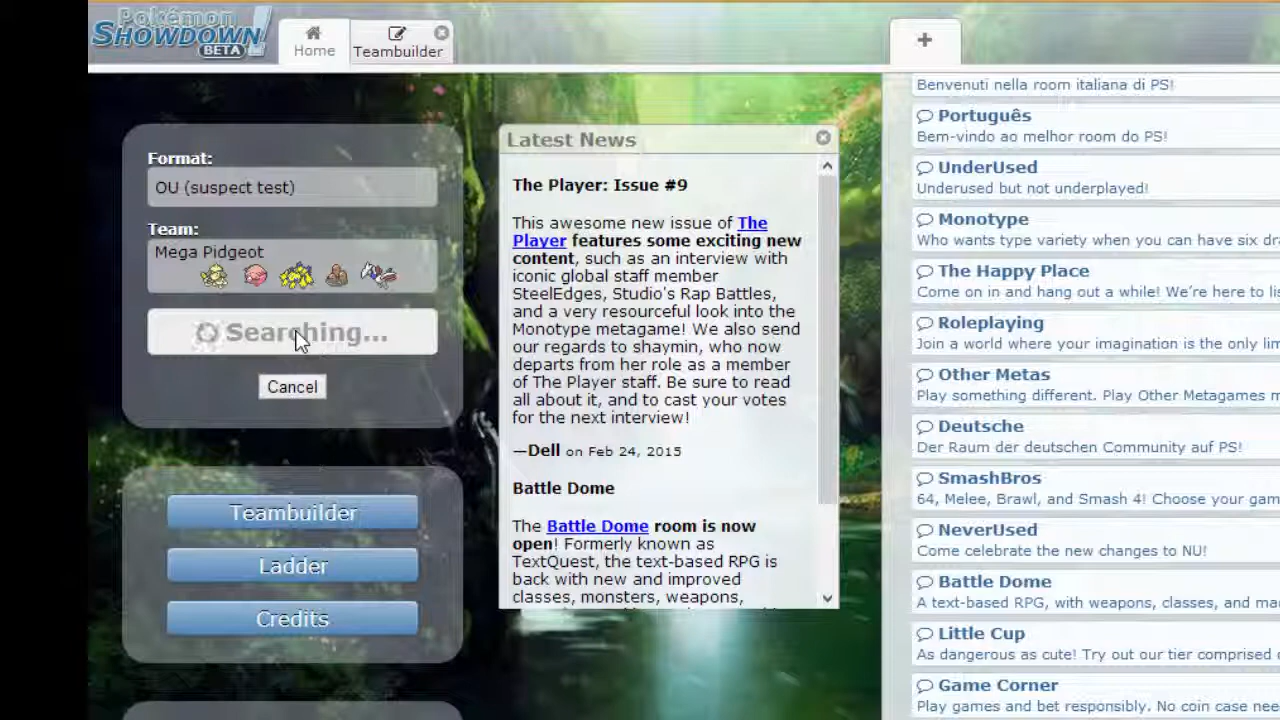 Pokémon
SHOWDOWN!
BETA
Home
Teambuilder
+
Format:
OU (suspect test)
Team:
Mega Pidgeot
Searching...
Cancel
Teambuilder
Ladder
Credits
Latest News
The Player: Issue #9
This awesome new issue of The
Player features some exciting new
content, such as an interview with
iconic global staff member
SteelEdges, Studio's Rap Battles,
and a very resourceful look into the
Monotype metagame! We also send
our regards to shaymin, who now
departs from her role as a member
of The Player staff. Be sure to read
all about it, and to cast your votes
for the next interview!
—Dell on Feb 24, 2015
Battle Dome
The Battle Dome room is now
open! Formerly known as
TextQuest, the text-based RPG is
back with new and improved
classes, monsters, weapons,
Benvenuti nella room italiana di PS!
Português
Bem-vindo ao melhor room do PS!
UnderUsed
Underused but not underplayed!
Monotype
Who wants type variety when you can have six
The Happy Place
Come on in and hang out a while! We're here to
Roleplaying
Join a world where your imagination is the only
Other Metas
Play something different. Play Other Metagames
Deutsche
Der Raum der deutschen Community auf PS!
SmashBros
64, Melee, Brawl, and Smash 4! Choose your
NeverUsed
Come celebrate the new changes to NU!
Battle Dome
A text-based RPG, with weapons, classes, and
Little Cup
As dangerous as cute! Try out our tier comprised
Game Corner
Play games and bet responsibly. No coin case